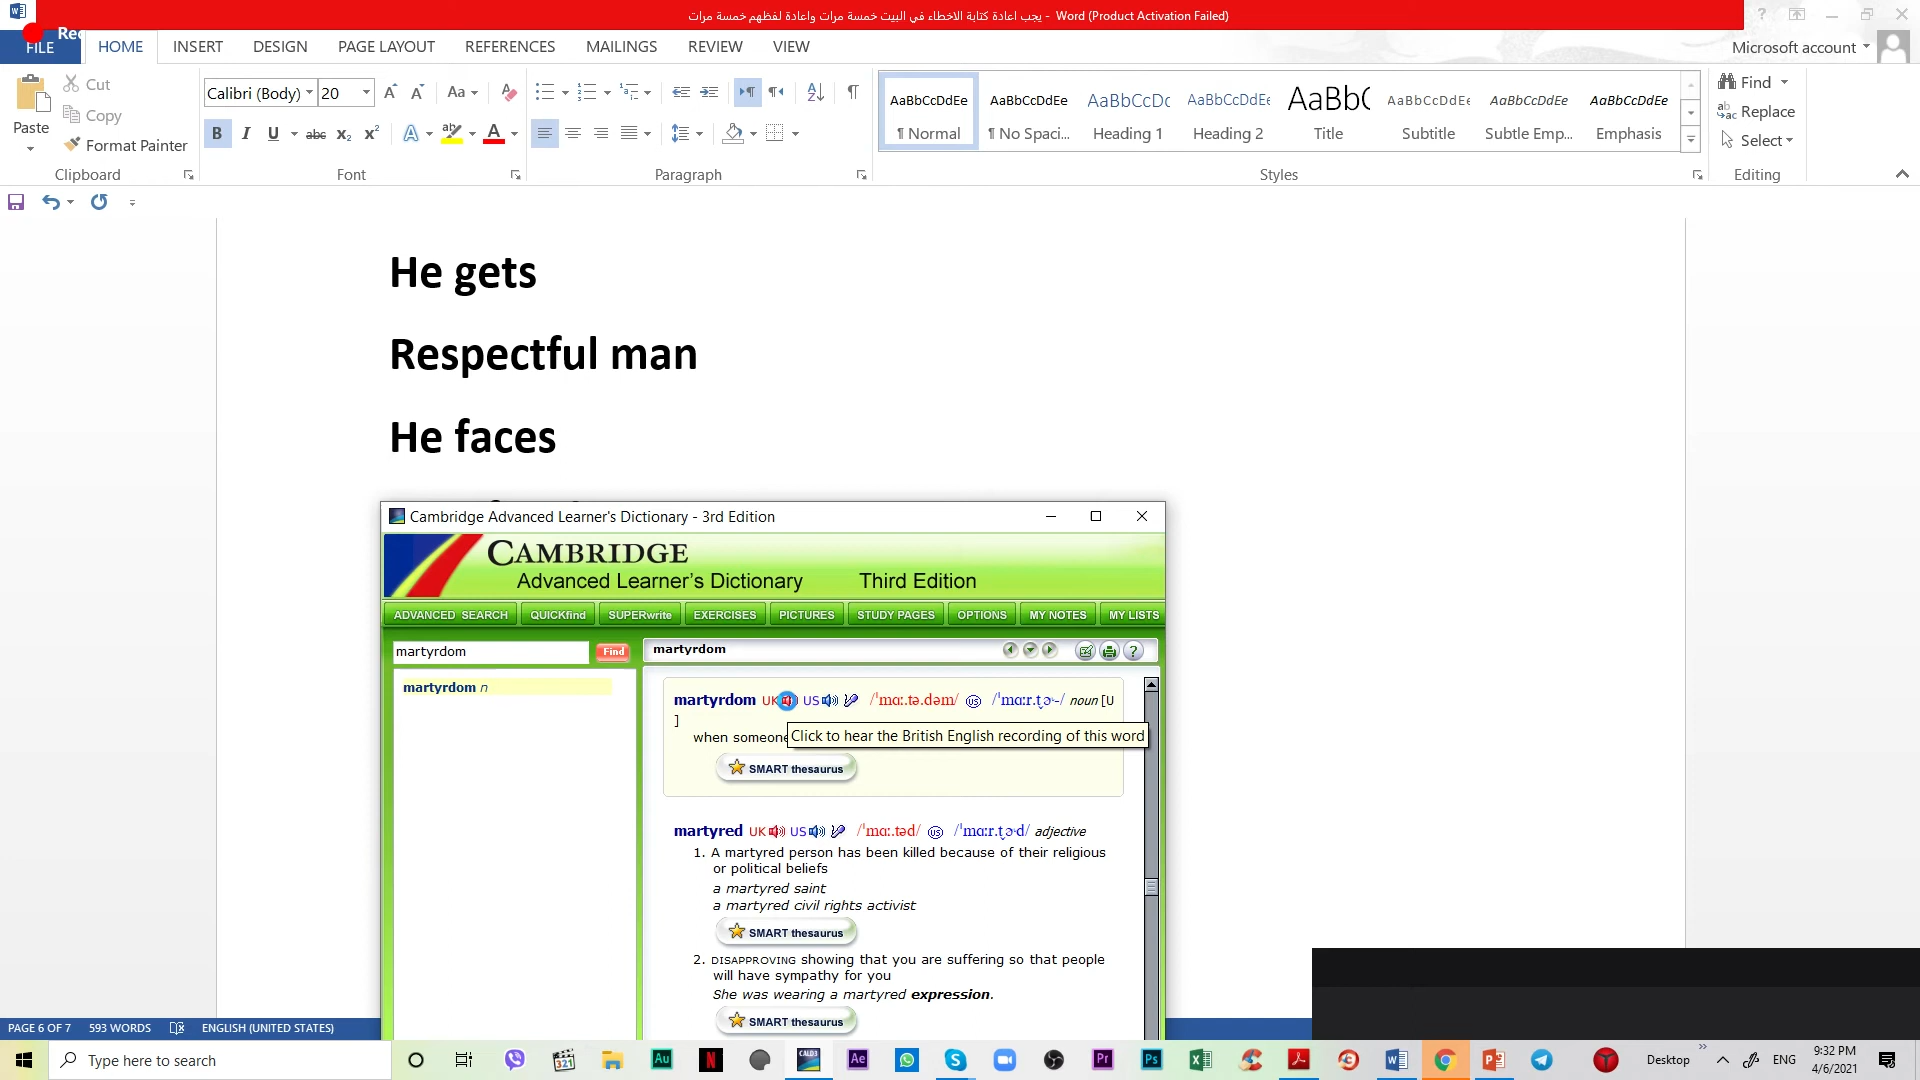 يجب اعادة كتابة الاخطاء في البيت خمسة مرات واعادة لفظهم خمسة مرات - Word (Product Activation Failed)
Rec
FILE HOME INSERT DESIGN PAGE LAYOUT REFERENCES MAILINGS REVIEW VIEW Microsoft account
Paste Cut Copy Format Painter
Clipboard
Calibri (Body) 20
Font
Paragraph
AaBbCcDdEe AaBbCcDdEe AaBbCcDc AaBbCcDdEe AaBbC AaBbCcDdEe AaBbCcDdEe AaBbCcDdEe
¶ Normal ¶ No Spaci... Heading 1 Heading 2 Title Subtitle Subtle Emp... Emphasis
Styles
Find
Replace
Select
Editing
He gets
Respectful man
He faces
Cambridge Advanced Learner's Dictionary - 3rd Edition
CAMBRIDGE
Advanced Learner's Dictionary Third Edition
ADVANCED SEARCH QUICKfind SUPERwrite EXERCISES PICTURES STUDY PAGES OPTIONS MY NOTES MY LISTS
martyrdom Find
martyrdom n
martyrdom
martyrdom UK US /ˈmɑː.tə.dəm/ US /ˈmɑːr.t̬ɚ-/ noun [U
]
when someone
Click to hear the British English recording of this word
SMART thesaurus
martyred UK US /ˈmɑː.təd/ US /ˈmɑːr.t̬ɚd/ adjective
1. A martyred person has been killed because of their religious
or political beliefs
a martyred saint
a martyred civil rights activist
SMART thesaurus
2. DISAPPROVING showing that you are suffering so that people
will have sympathy for you
She was wearing a martyred expression.
SMART thesaurus
PAGE 6 OF 7 593 WORDS ENGLISH (UNITED STATES)
Type here to search
Desktop ENG
9:32 PM
4/6/2021